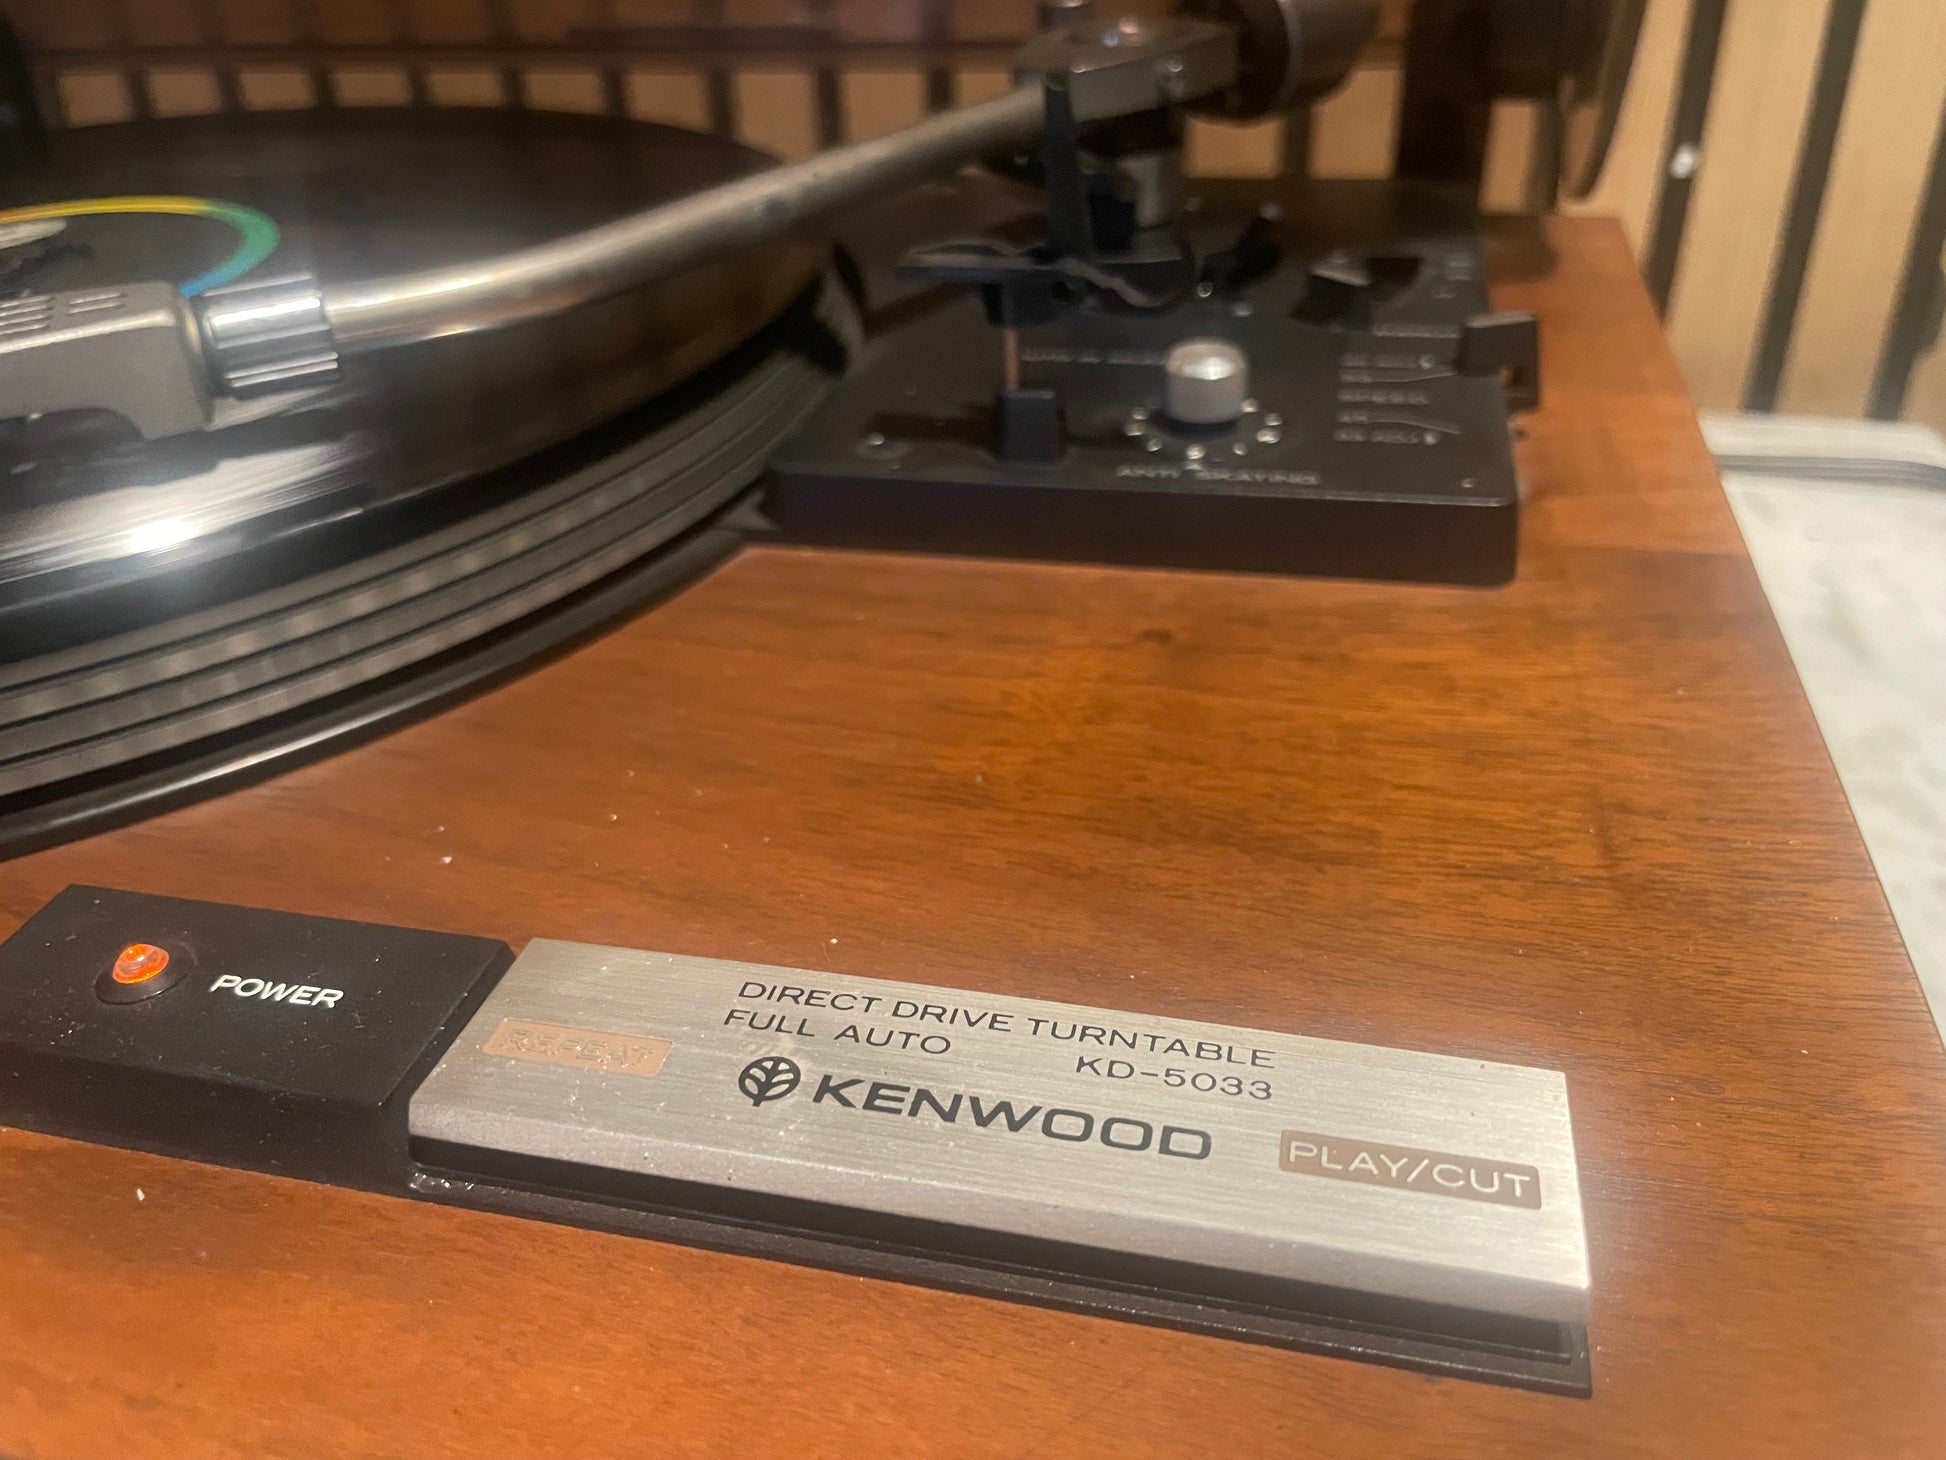 ANTI SKATING
POWER
REPEAT
DIRECT DRIVE TURNTABLE
FULL AUTO KD-5033
KENWOOD
PLAY/CUT